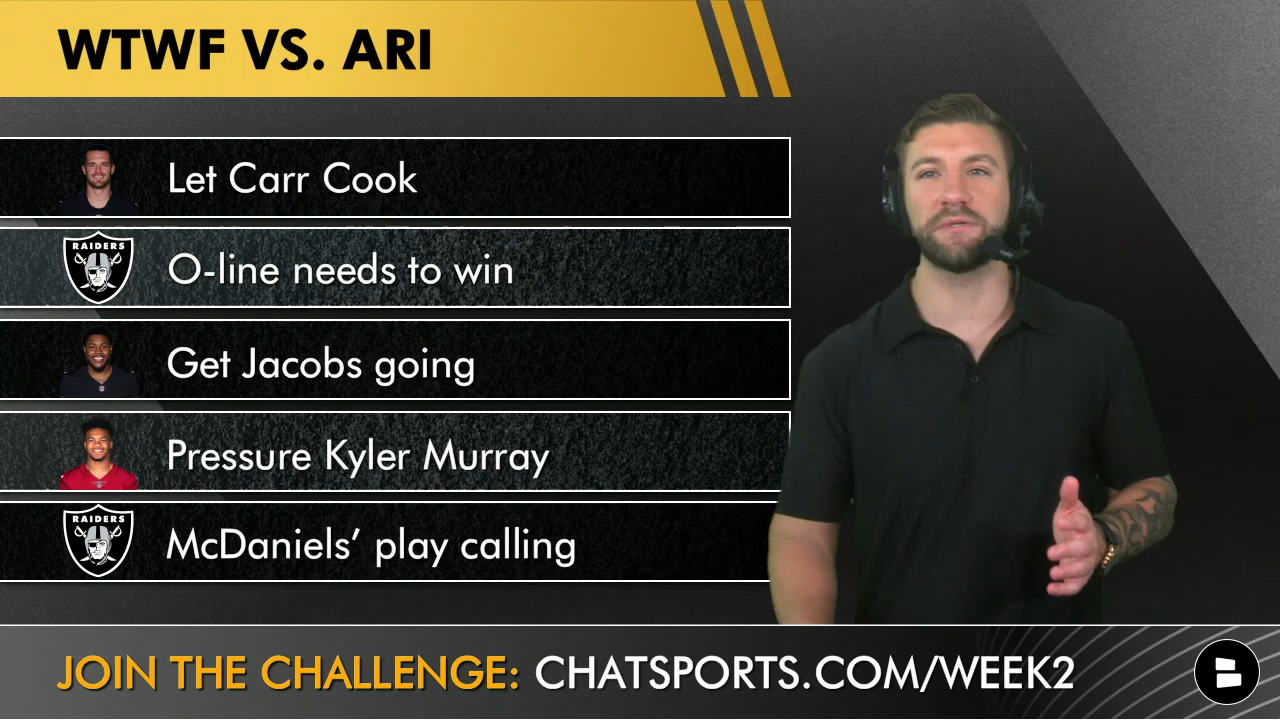 WTWF VS. ARI
Let Carr Cook
RAIDERS
O-line needs to win
Get Jacobs going
Pressure Kyler Murray
RAIDERS
McDaniels’ play calling
JOIN THE CHALLENGE: CHATSPORTS.COM/WEEK2